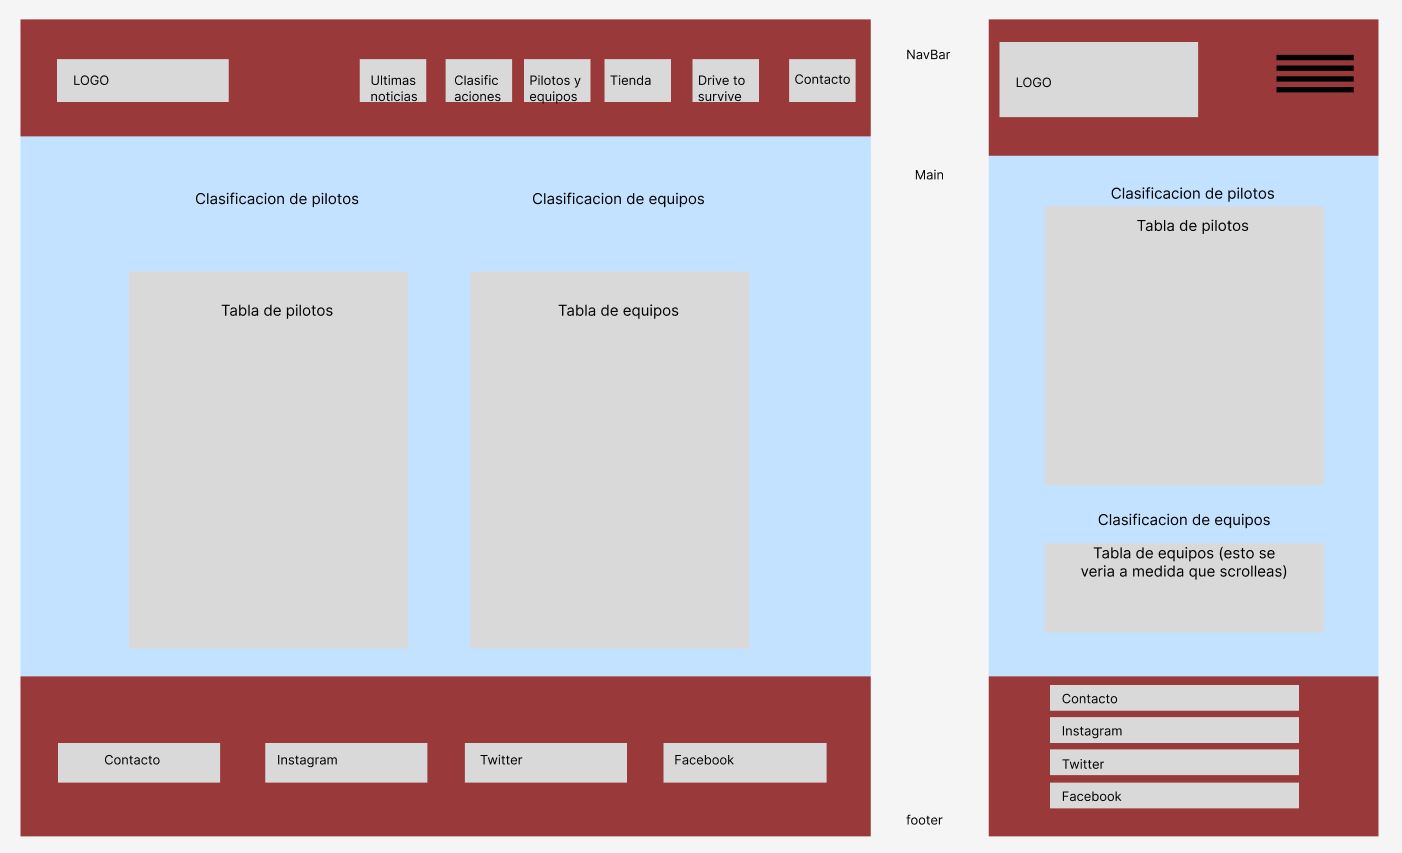 LOGO
Ultimas
noticias
Clasific
aciones
Pilotos y
equipos
Tienda
Drive to
survive
Contacto
Clasificacion de pilotos
Clasificacion de equipos
Tabla de pilotos
Tabla de equipos
Contacto
Instagram
Twitter
Facebook
NavBar
Main
footer
LOGO
Clasificacion de pilotos
Tabla de pilotos
Clasificacion de equipos
Tabla de equipos (esto se
veria a medida que scrolleas)
Contacto
Instagram
Twitter
Facebook